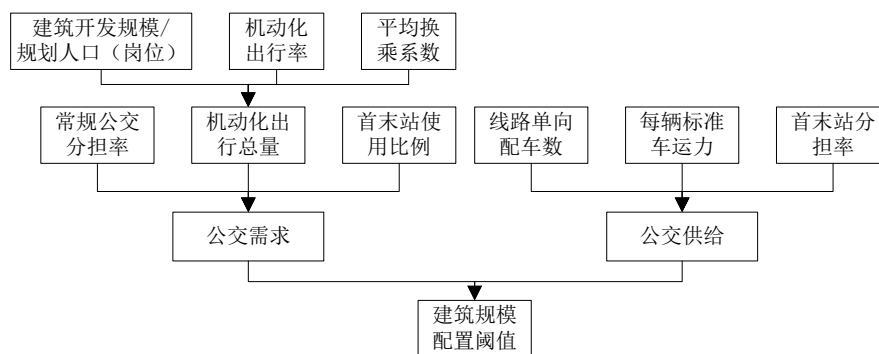 建筑开发规模/
规划人口（岗位）
机动化
出行率
平均换
乘系数
常规公交
分担率
机动化出
行总量
首末站使
用比例
线路单向
配车数
每辆标准
车运力
首末站分
担率
公交需求
公交供给
建筑规模
配置阈值